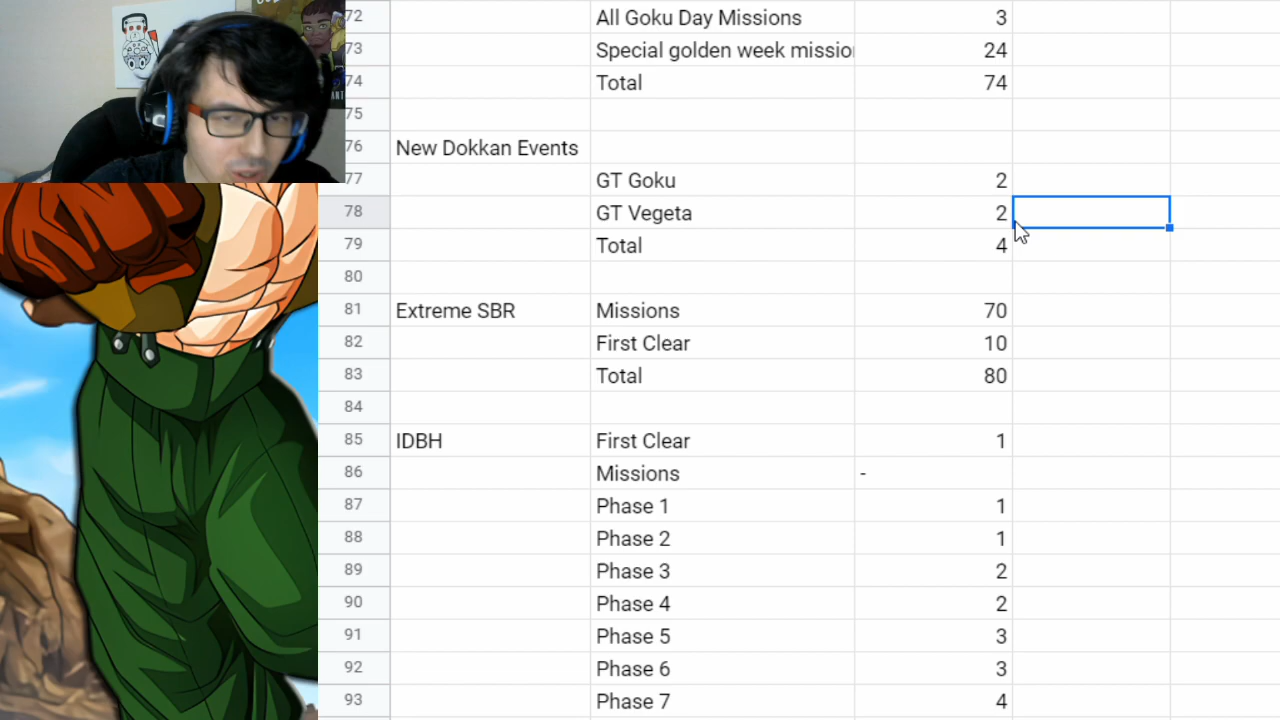 72 All Goku Day Missions 3
73 Special golden week missio 24
74 Total 74
75
76 New Dokkan Events
77 GT Goku 2
78 GT Vegeta 2
79 Total 4
80
81 Extreme SBR Missions 70
82 First Clear 10
83 Total 80
84
85 IDBH First Clear 1
86 Missions -
87 Phase 1 1
88 Phase 2 1
89 Phase 3 2
90 Phase 4 2
91 Phase 5 3
92 Phase 6 3
93 Phase 7 4